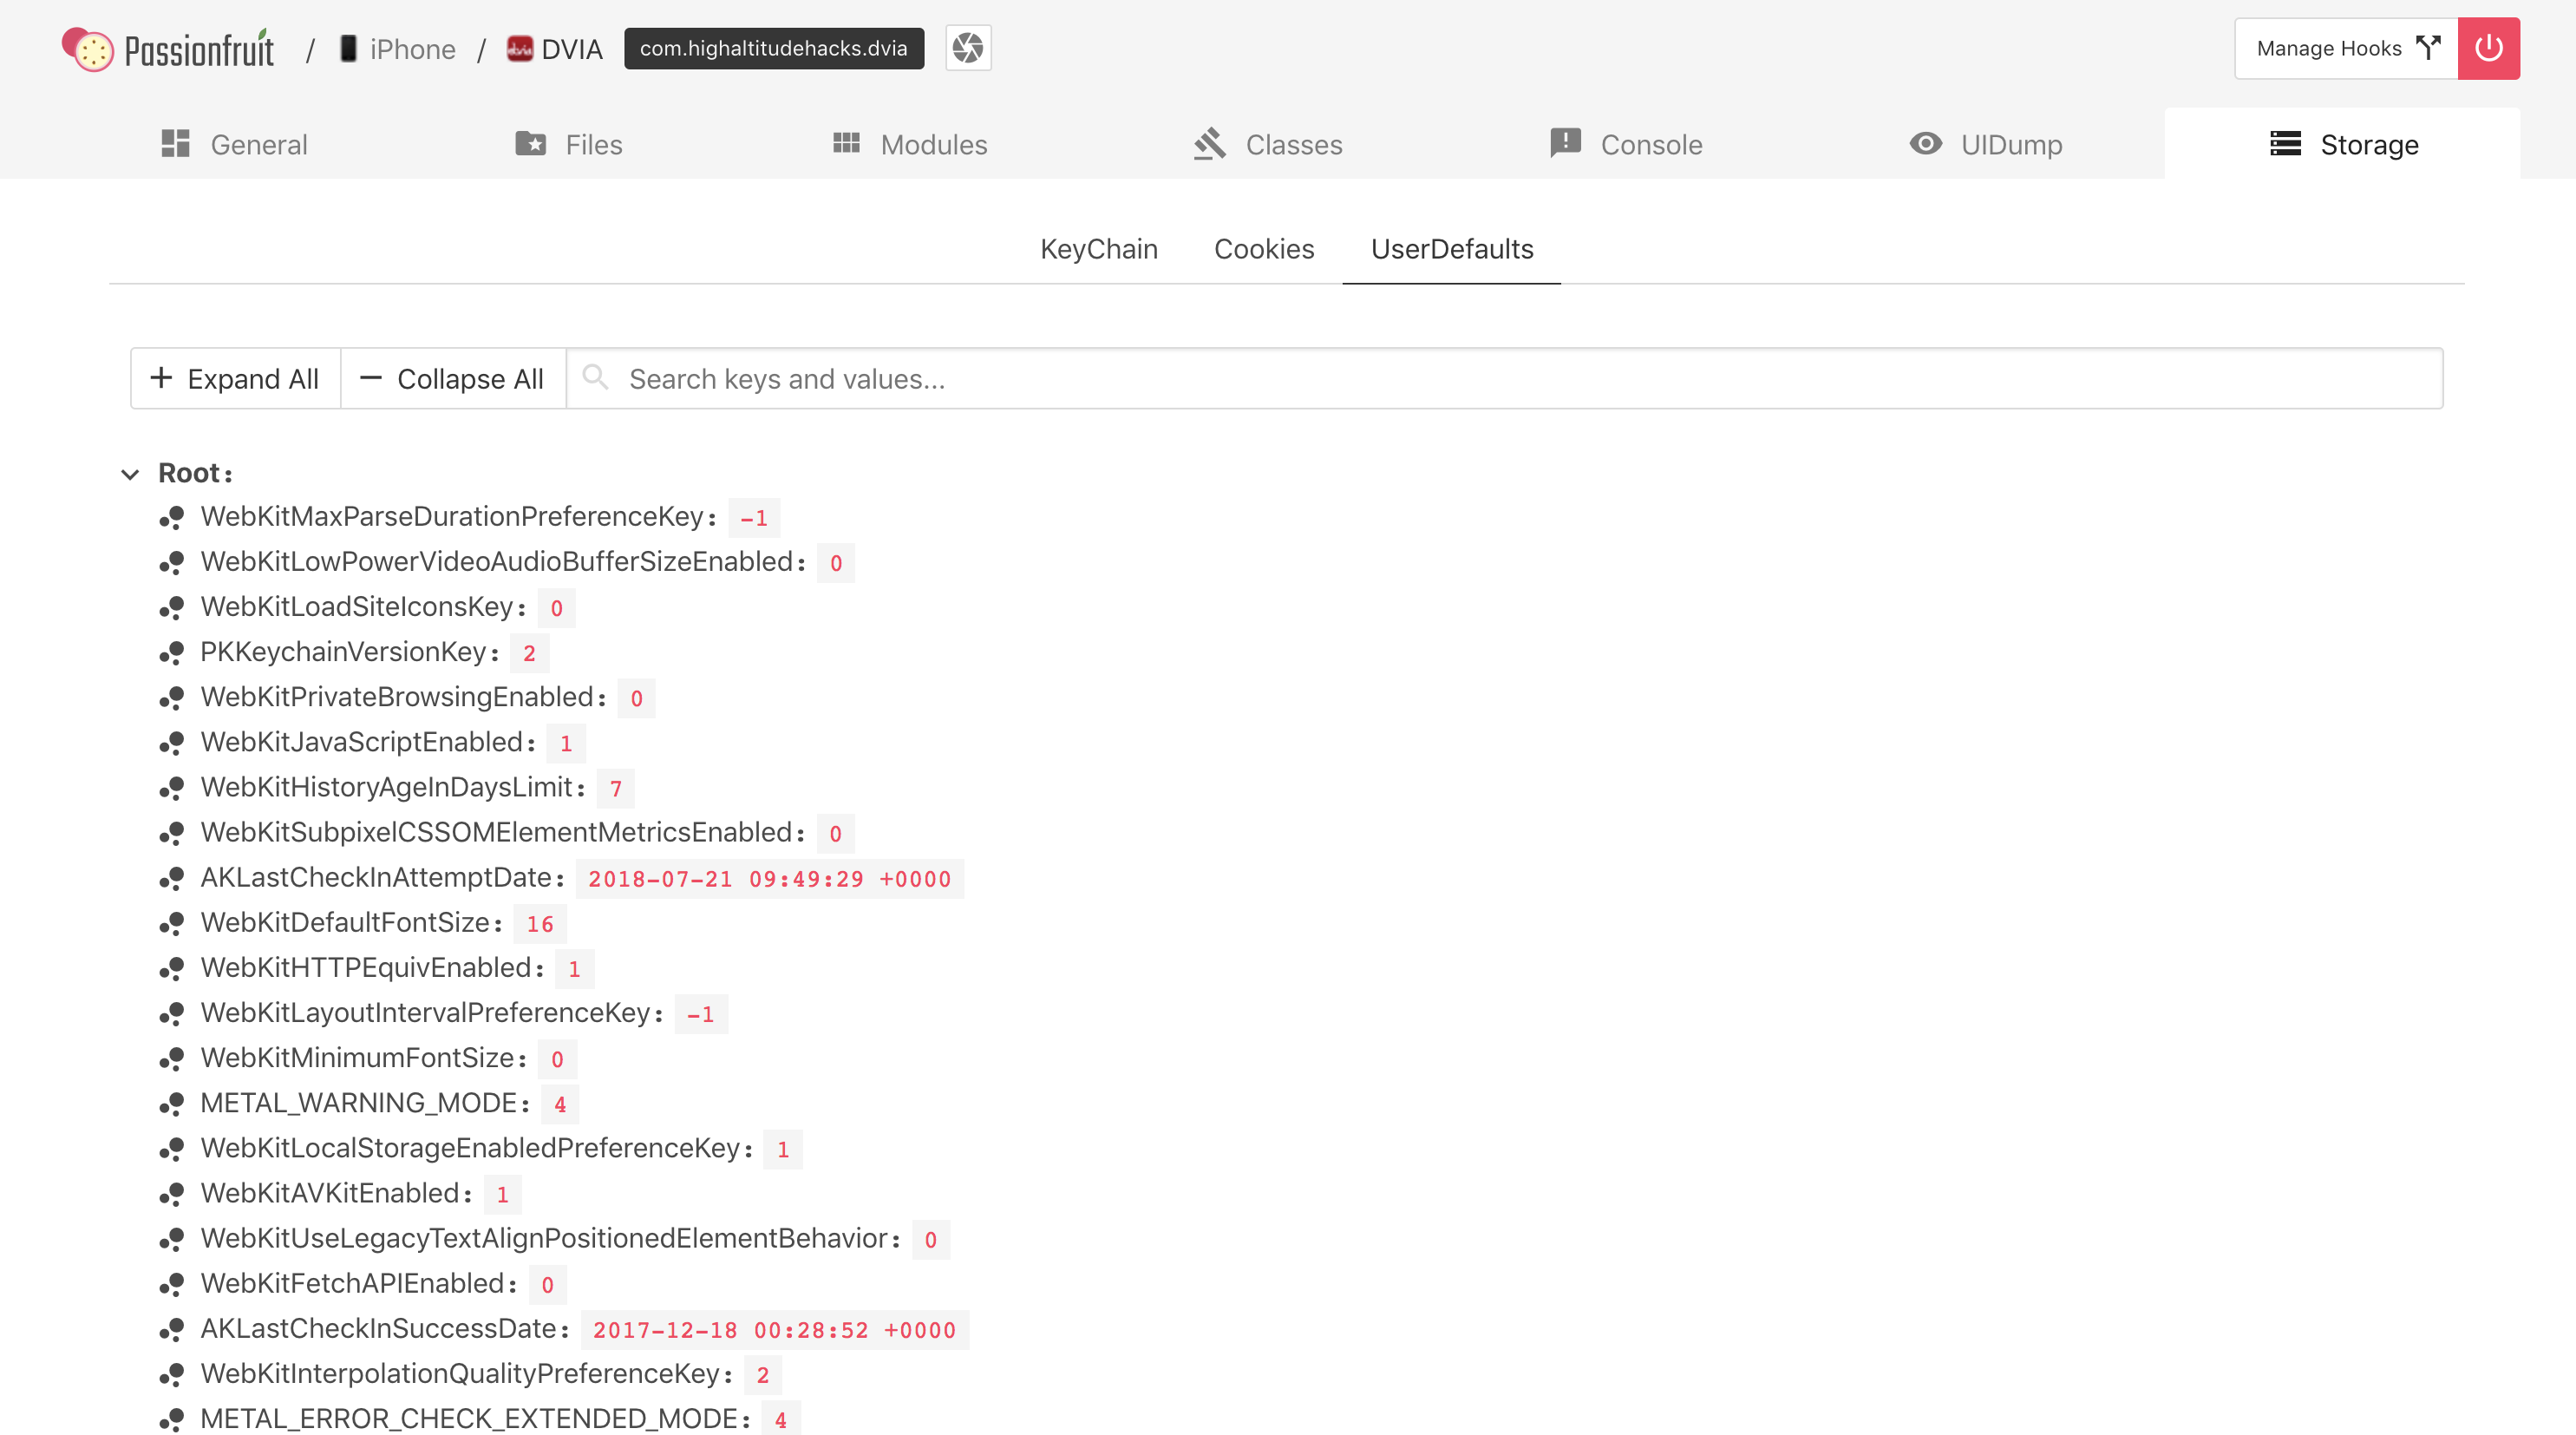 Passionfruit / iPhone / DVIA com.highaltitudehacks.dvia Manage Hooks
General Files Modules Classes Console UIDump Storage
KeyChain Cookies UserDefaults
Expand All Collapse All Search keys and values...
Root:
WebKitMaxParseDurationPreferenceKey: -1
WebKitLowPowerVideoAudioBufferSizeEnabled: 0
WebKitLoadSiteIconsKey: 0
PKKeychainVersionKey: 2
WebKitPrivateBrowsingEnabled: 0
WebKitJavaScriptEnabled: 1
WebKitHistoryAgeInDaysLimit: 7
WebKitSubpixelCSSOMElementMetricsEnabled: 0
AKLastCheckInAttemptDate: 2018-07-21 09:49:29 +0000
WebKitDefaultFontSize: 16
WebKitHTTPEquivEnabled: 1
WebKitLayoutIntervalPreferenceKey: -1
WebKitMinimumFontSize: 0
METAL_WARNING_MODE: 4
WebKitLocalStorageEnabledPreferenceKey: 1
WebKitAVKitEnabled: 1
WebKitUseLegacyTextAlignPositionedElementBehavior: 0
WebKitFetchAPIEnabled: 0
AKLastCheckInSuccessDate: 2017-12-18 00:28:52 +0000
WebKitInterpolationQualityPreferenceKey: 2
METAL_ERROR_CHECK_EXTENDED_MODE: 4